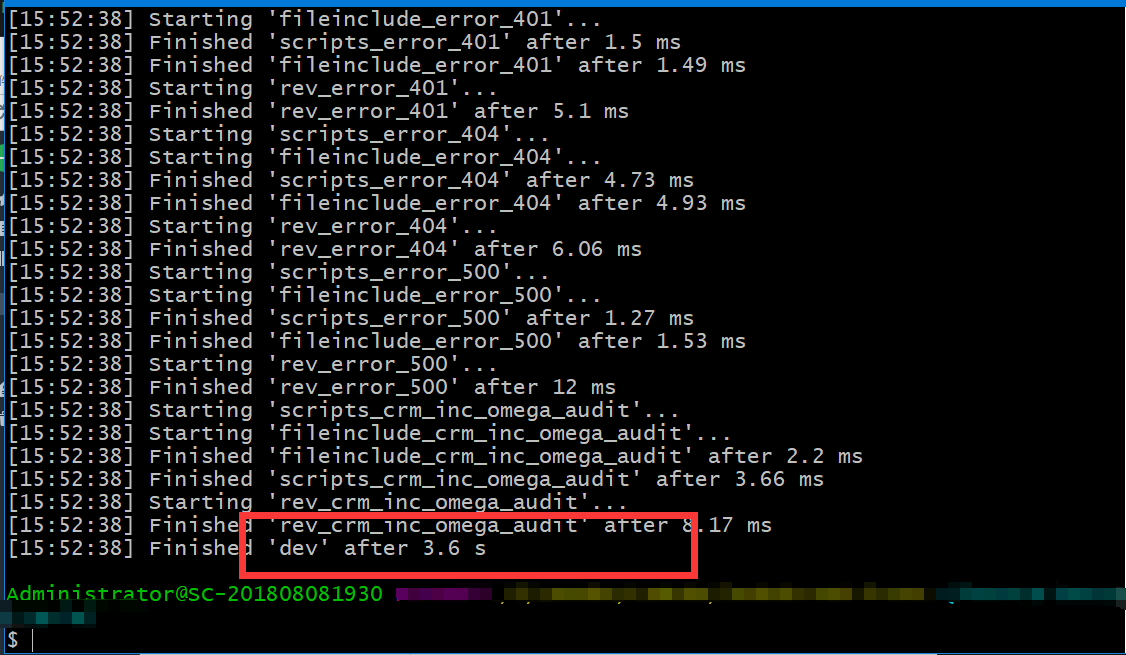 [15:52:38] Starting 'fileinclude_error_401'...
[15:52:38] Finished 'scripts_error_401' after 1.5 ms
[15:52:38] Finished 'fileinclude_error_401' after 1.49 ms
[15:52:38] Starting 'rev_error_401'...
[15:52:38] Finished 'rev_error_401' after 5.1 ms
[15:52:38] Starting 'scripts_error_404'...
[15:52:38] Starting 'fileinclude_error_404'...
[15:52:38] Finished 'scripts_error_404' after 4.73 ms
[15:52:38] Finished 'fileinclude_error_404' after 4.93 ms
[15:52:38] Starting 'rev_error_404'...
[15:52:38] Finished 'rev_error_404' after 6.06 ms
[15:52:38] Starting 'scripts_error_500'...
[15:52:38] Starting 'fileinclude_error_500'...
[15:52:38] Finished 'scripts_error_500' after 1.27 ms
[15:52:38] Finished 'fileinclude_error_500' after 1.53 ms
[15:52:38] Starting 'rev_error_500'...
[15:52:38] Finished 'rev_error_500' after 12 ms
[15:52:38] Starting 'scripts_crm_inc_omega_audit'...
[15:52:38] Starting 'fileinclude_crm_inc_omega_audit'...
[15:52:38] Finished 'fileinclude_crm_inc_omega_audit' after 2.2 ms
[15:52:38] Finished 'scripts_crm_inc_omega_audit' after 3.66 ms
[15:52:38] Starting 'rev_crm_inc_omega_audit'...
[15:52:38] Finished 'rev_crm_inc_omega_audit' after 8.17 ms
[15:52:38] Finished 'dev' after 3.6 s
Administrator@SC-201808081930
$